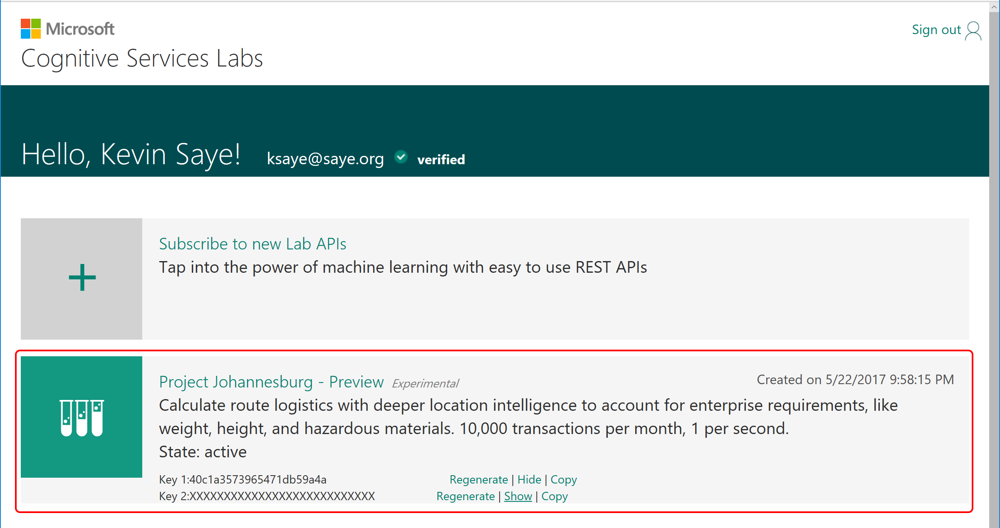 Microsoft
Sign out
Cognitive Services Labs
Hello, Kevin Saye! ksaye@saye.org verified
Subscribe to new Lab APIs
Tap into the power of machine learning with easy to use REST APIs
Project Johannesburg - Preview Experimental
Created on 5/22/2017 9:58:15 PM
Calculate route logistics with deeper location intelligence to account for enterprise requirements, like
weight, height, and hazardous materials. 10,000 transactions per month, 1 per second.
State: active
Key 1:40c1a3573965471db59a4a Regenerate | Hide | Copy
Key 2:XXXXXXXXXXXXXXXXXXXXXXXXXXX Regenerate | Show | Copy